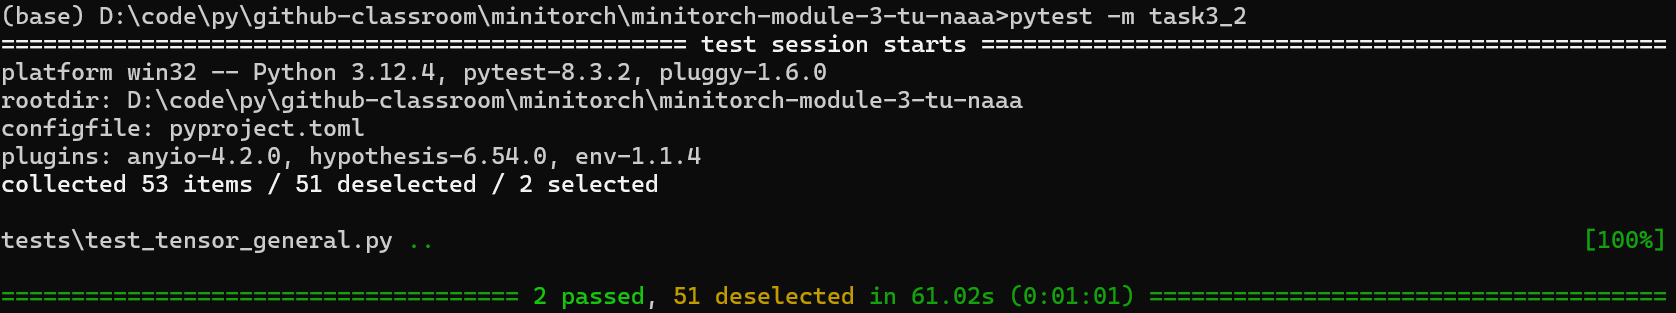 (base) D:\code\py\github-classroom\minitorch\minitorch-module-3-tu-naaa>pytest -m task3_2
================================================= test session starts =================================================
platform win32 -- Python 3.12.4, pytest-8.3.2, pluggy-1.6.0
rootdir: D:\code\py\github-classroom\minitorch\minitorch-module-3-tu-naaa
configfile: pyproject.toml
plugins: anyio-4.2.0, hypothesis-6.54.0, env-1.1.4
collected 53 items / 51 deselected / 2 selected
tests\test_tensor_general.py .. [100%]
===================================== 2 passed, 51 deselected in 61.02s (0:01:01) =====================================